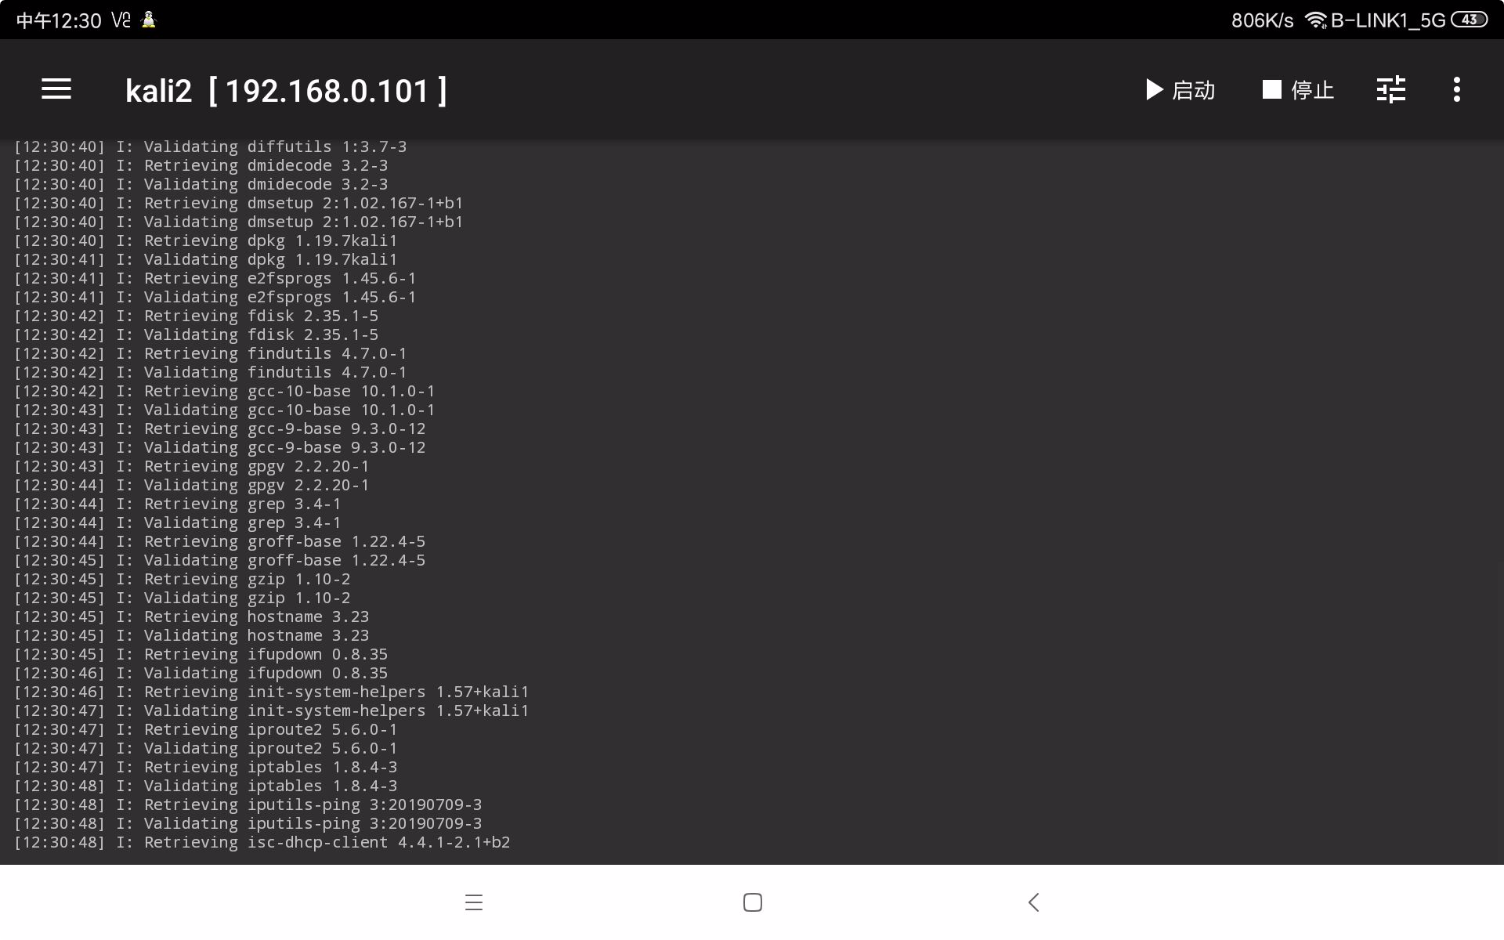 中午12:30
806K/s B-LINK1_5G 43
kali2 [ 192.168.0.101 ]
启动 停止
[12:30:40] I: Validating diffutils 1:3.7-3
[12:30:40] I: Retrieving dmidecode 3.2-3
[12:30:40] I: Validating dmidecode 3.2-3
[12:30:40] I: Retrieving dmsetup 2:1.02.167-1+b1
[12:30:40] I: Validating dmsetup 2:1.02.167-1+b1
[12:30:40] I: Retrieving dpkg 1.19.7kali1
[12:30:41] I: Validating dpkg 1.19.7kali1
[12:30:41] I: Retrieving e2fsprogs 1.45.6-1
[12:30:41] I: Validating e2fsprogs 1.45.6-1
[12:30:42] I: Retrieving fdisk 2.35.1-5
[12:30:42] I: Validating fdisk 2.35.1-5
[12:30:42] I: Retrieving findutils 4.7.0-1
[12:30:42] I: Validating findutils 4.7.0-1
[12:30:42] I: Retrieving gcc-10-base 10.1.0-1
[12:30:43] I: Validating gcc-10-base 10.1.0-1
[12:30:43] I: Retrieving gcc-9-base 9.3.0-12
[12:30:43] I: Validating gcc-9-base 9.3.0-12
[12:30:43] I: Retrieving gpgv 2.2.20-1
[12:30:44] I: Validating gpgv 2.2.20-1
[12:30:44] I: Retrieving grep 3.4-1
[12:30:44] I: Validating grep 3.4-1
[12:30:44] I: Retrieving groff-base 1.22.4-5
[12:30:45] I: Validating groff-base 1.22.4-5
[12:30:45] I: Retrieving gzip 1.10-2
[12:30:45] I: Validating gzip 1.10-2
[12:30:45] I: Retrieving hostname 3.23
[12:30:45] I: Validating hostname 3.23
[12:30:45] I: Retrieving ifupdown 0.8.35
[12:30:46] I: Validating ifupdown 0.8.35
[12:30:46] I: Retrieving init-system-helpers 1.57+kali1
[12:30:47] I: Validating init-system-helpers 1.57+kali1
[12:30:47] I: Retrieving iproute2 5.6.0-1
[12:30:47] I: Validating iproute2 5.6.0-1
[12:30:47] I: Retrieving iptables 1.8.4-3
[12:30:48] I: Validating iptables 1.8.4-3
[12:30:48] I: Retrieving iputils-ping 3:20190709-3
[12:30:48] I: Validating iputils-ping 3:20190709-3
[12:30:48] I: Retrieving isc-dhcp-client 4.4.1-2.1+b2